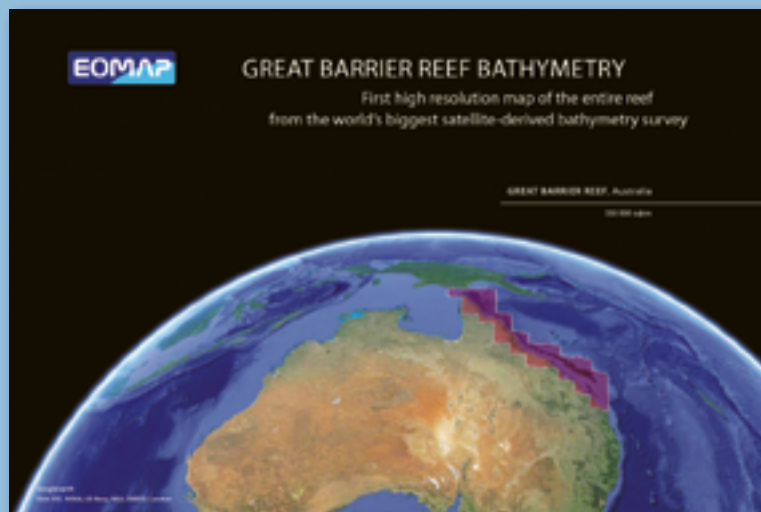 EOMAP
GREAT BARRIER REEF BATHYMETRY
First high resolution map of the entire reef
from the world's biggest satellite-derived bathymetry survey
GREAT BARRIER REEF, Australia